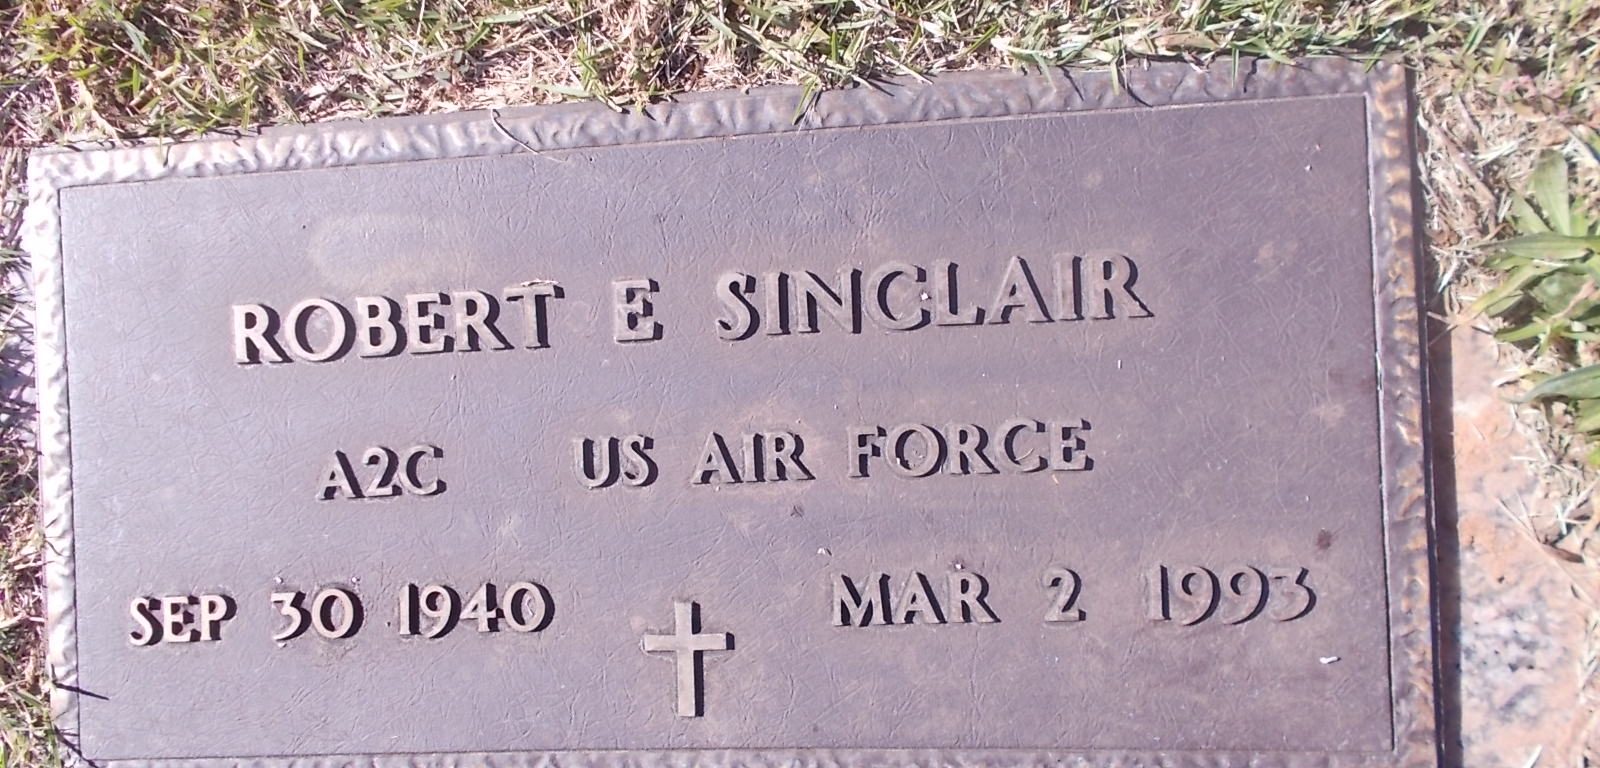 ROBERT E SINCLAIR
A2C US AIR FORCE
SEP 30 1940 MAR 2 1993